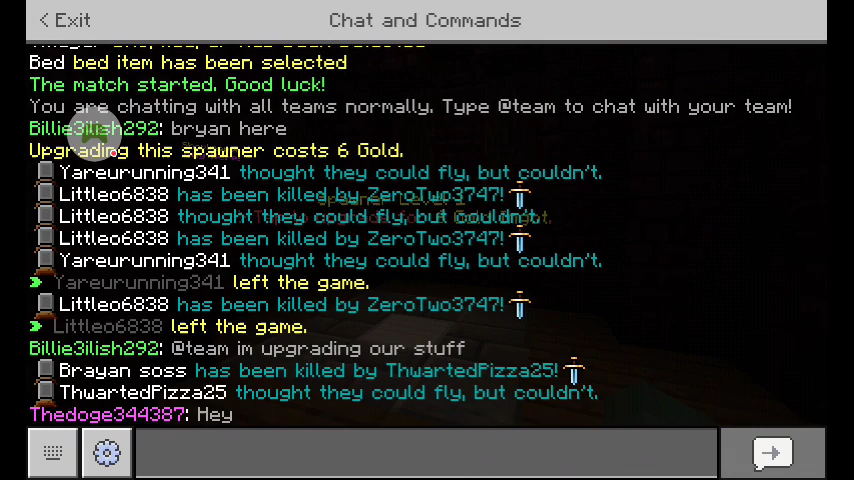 < Exit
Chat and Commands
Bed bed item has been selected
The match started. Good luck!
You are chatting with all teams normally. Type @team to chat with your team!
Billie3ilish292: bryan here
Upgrading this spawner costs 6 Gold.
Yareurunning341 thought they could fly, but couldn't.
Littleo6838 has been killed by ZeroTwo3747!
Littleo6838 thought they could fly, but couldn't.
Littleo6838 has been killed by ZeroTwo3747!
Yareurunning341 thought they could fly, but couldn't.
Yareurunning341 left the game.
Littleo6838 has been killed by ZeroTwo3747!
Littleo6838 left the game.
Billie3ilish292: @team im upgrading our stuff
Brayan soss has been killed by ThwartedPizza25!
ThwartedPizza25 thought they could fly, but couldn't.
Thedoge344387: Hey